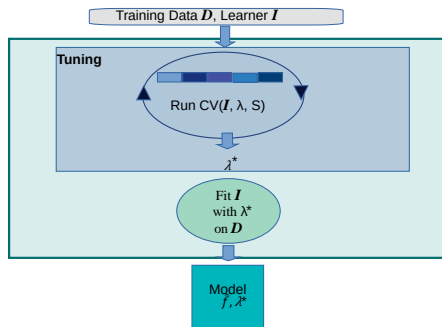 Training Data D, Learner I
Tuning
Run CV(I, λ, S)
λ*
Fit I
with λ*
on D
Model
f̂, λ*